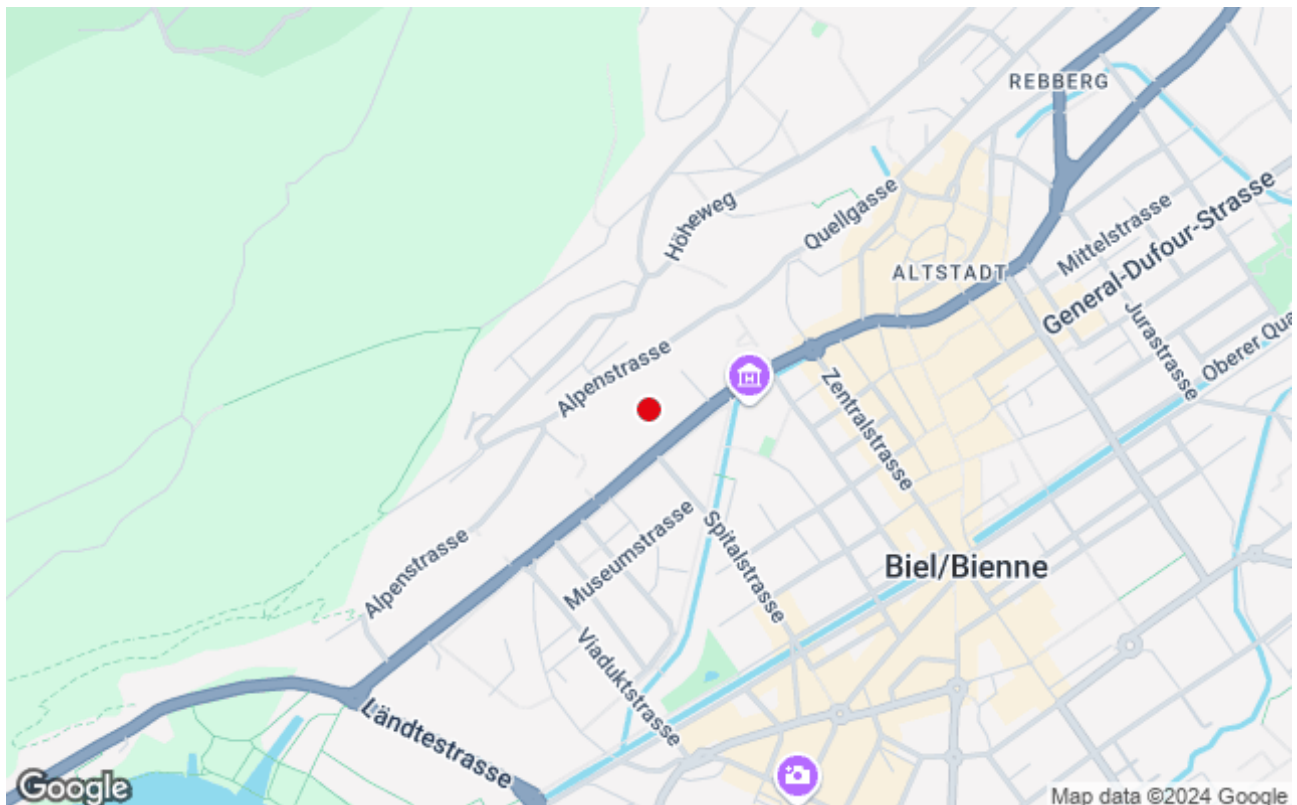 REBBERG
Höheweg
Quellgasse
Mittelstrasse
General-Dufour-Strasse
ALTSTADT
Jurastrasse
Oberer Qua
Alpenstrasse
Zentralstrasse
Museumstrasse
Spitalstrasse
Biel/Bienne
Alpenstrasse
Viaduktstrasse
Ländtestrasse
Google
Map data ©2024 Google